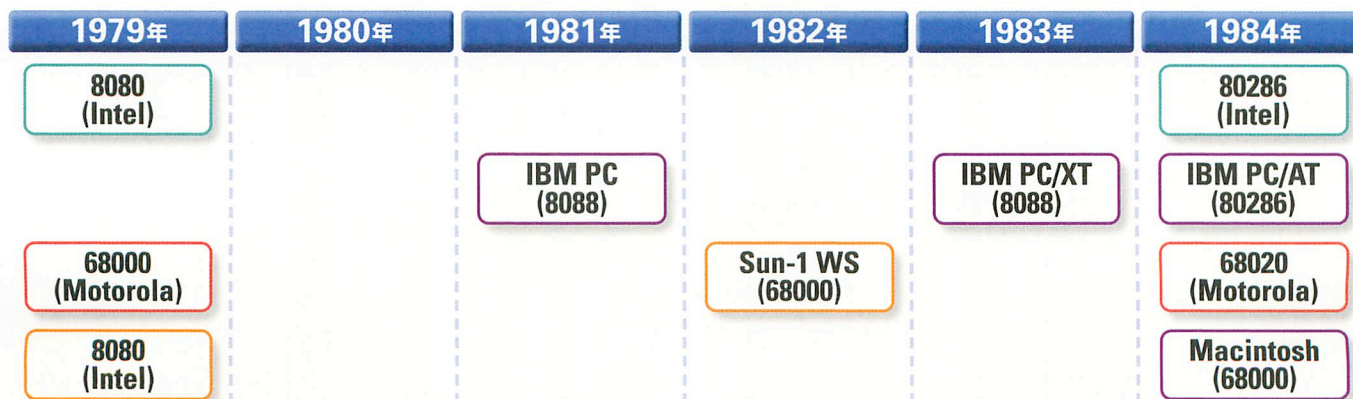 1979年 1980年 1981年 1982年 1983年 1984年
8080
(Intel)
80286
(Intel)
IBM PC
(8088)
IBM PC/XT
(8088)
IBM PC/AT
(80286)
68000
(Motorola)
Sun-1 WS
(68000)
68020
(Motorola)
8080
(Intel)
Macintosh
(68000)